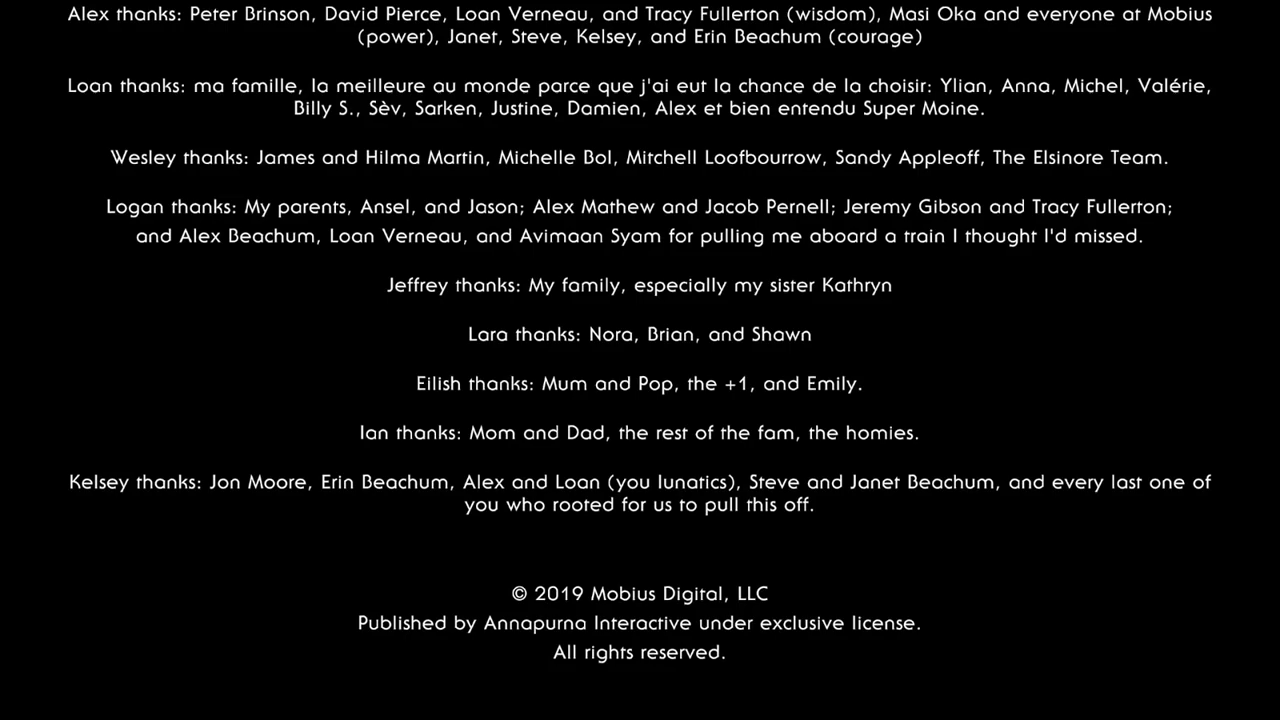 Alex thanks: Peter Brinson, David Pierce, Loan Verneau, and Tracy Fullerton (wisdom), Masi Oka and everyone at Mobius
(power), Janet, Steve, Kelsey, and Erin Beachum (courage)
Loan thanks: ma famille, la meilleure au monde parce que j'ai eut la chance de la choisir: Ylian, Anna, Michel, Valérie,
Billy S., Sèv, Sarken, Justine, Damien, Alex et bien entendu Super Moine.
Wesley thanks: James and Hilma Martin, Michelle Bol, Mitchell Loofbourrow, Sandy Appleoff, The Elsinore Team.
Logan thanks: My parents, Ansel, and Jason; Alex Mathew and Jacob Pernell; Jeremy Gibson and Tracy Fullerton;
and Alex Beachum, Loan Verneau, and Avimaan Syam for pulling me aboard a train I thought I'd missed.
Jeffrey thanks: My family, especially my sister Kathryn
Lara thanks: Nora, Brian, and Shawn
Eilish thanks: Mum and Pop, the +1, and Emily.
Ian thanks: Mom and Dad, the rest of the fam, the homies.
Kelsey thanks: Jon Moore, Erin Beachum, Alex and Loan (you lunatics), Steve and Janet Beachum, and every last one of
you who rooted for us to pull this off.
© 2019 Mobius Digital, LLC
Published by Annapurna Interactive under exclusive license.
All rights reserved.